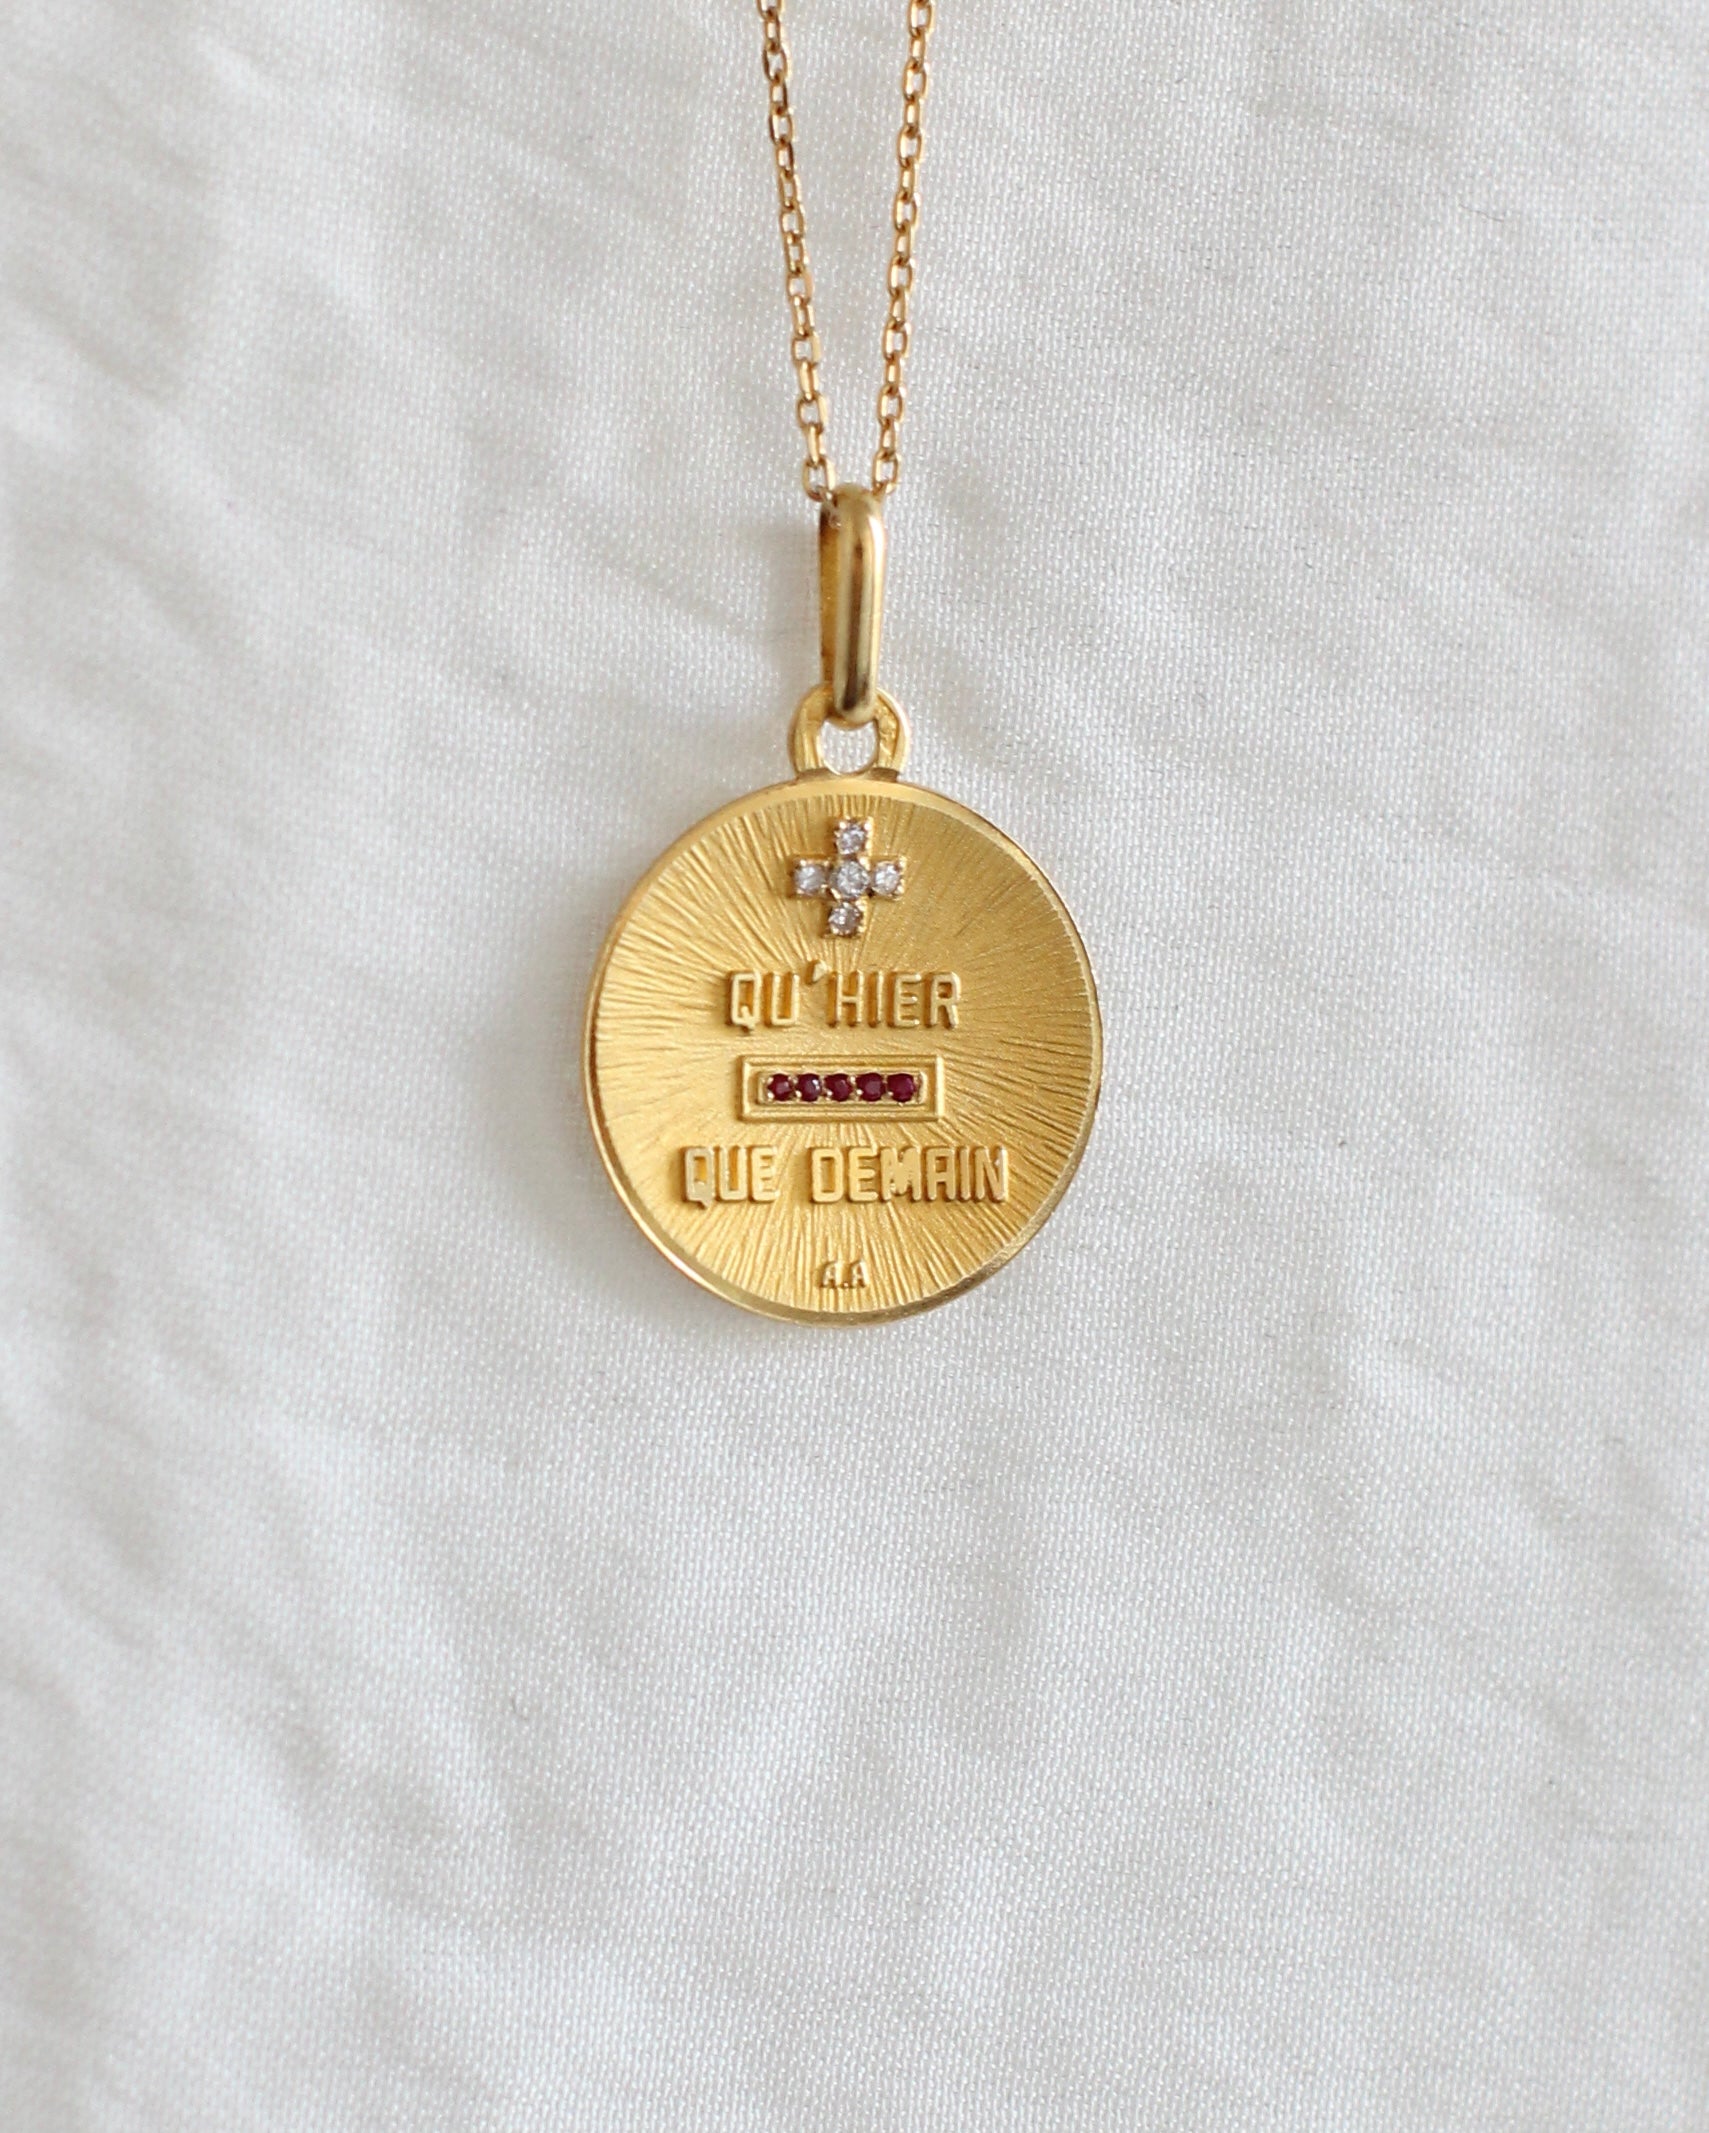 +
QU'HIER
-
QUE DEMAIN
A.A